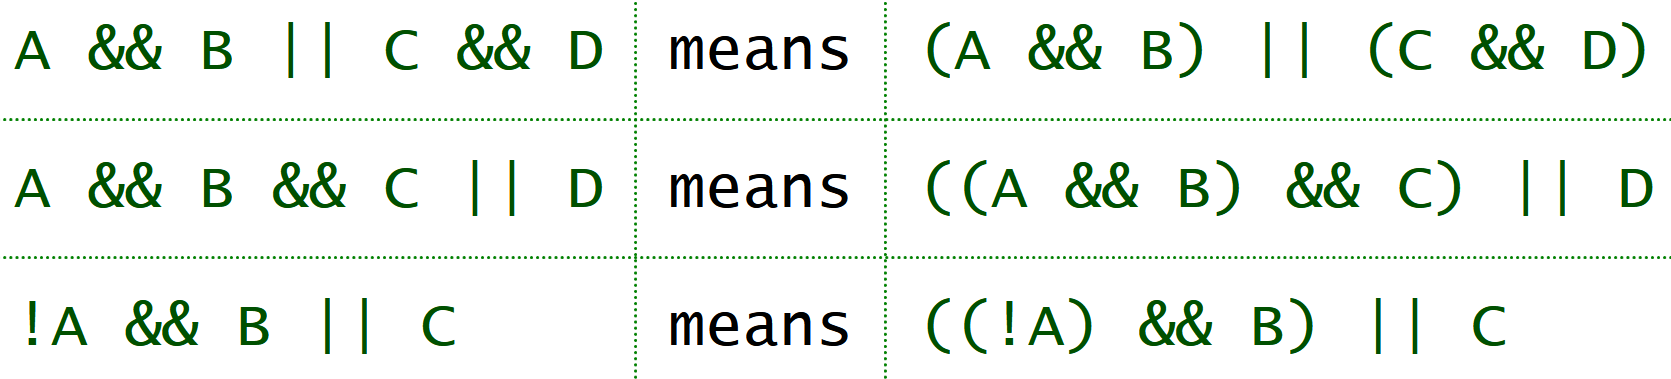 A && B || C && D means (A && B) || (C && D)
A && B && C || D means ((A && B) && C) || D
!A && B || C means ((!A) && B) || C